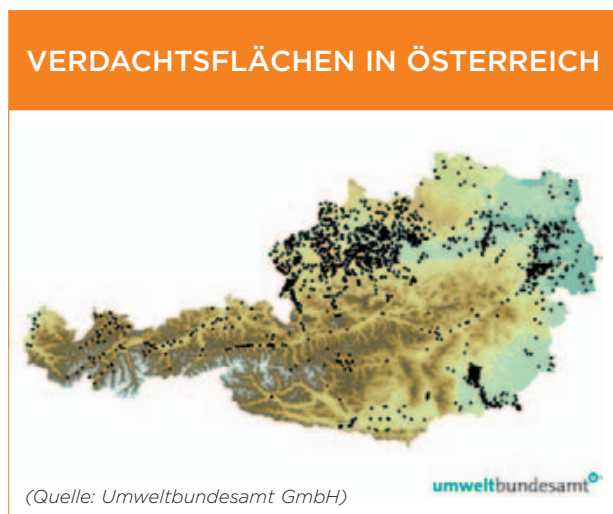 VERDACHTSFLÄCHEN IN ÖSTERREICH
umweltbundesamt
(Quelle: Umweltbundesamt GmbH)